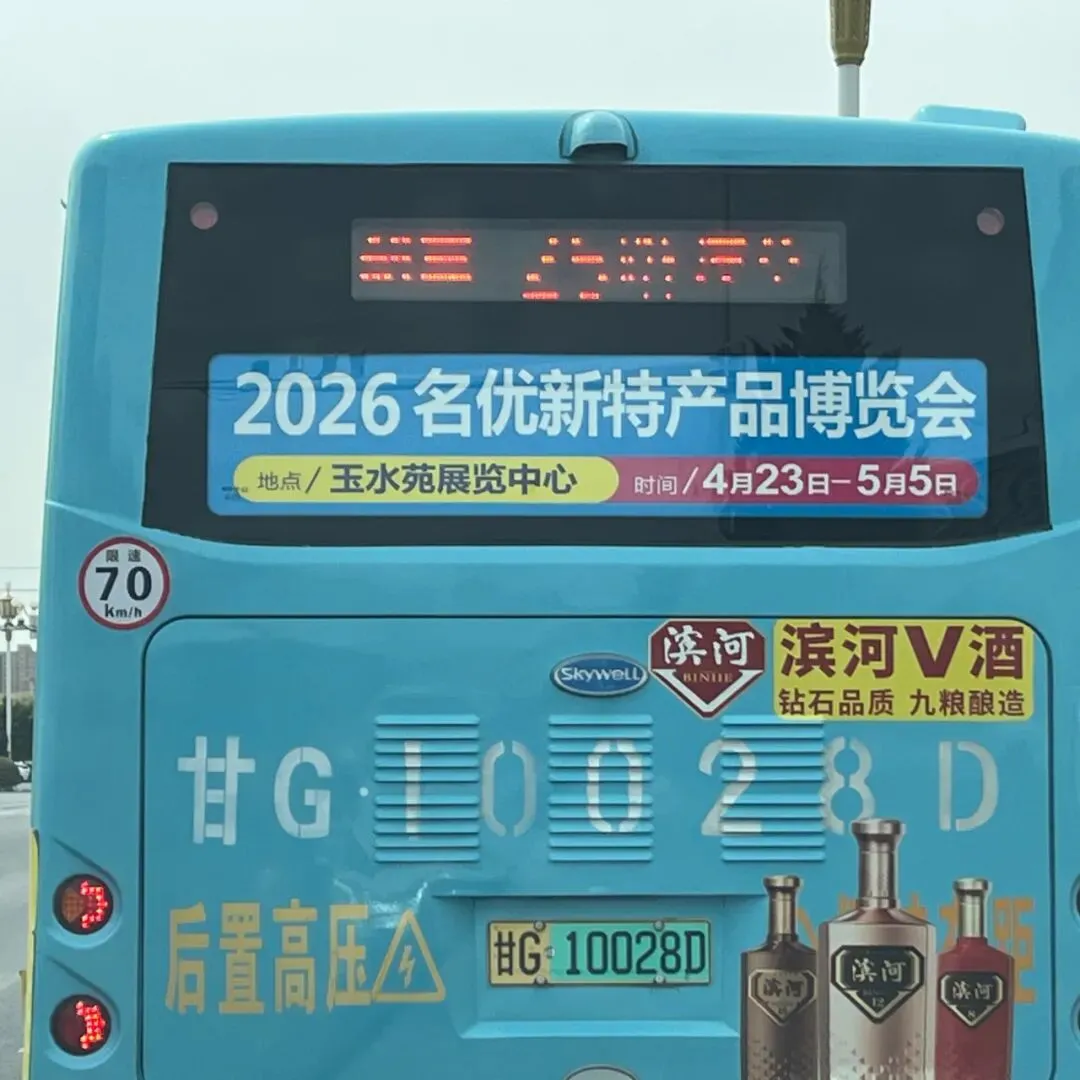 2026 名优新特产品博览会
地点 / 玉水苑展览中心
时间 / 4月23日－5月5日
限速
70
km/h
SKYWELL
滨河
BINHE
滨河V酒
钻石品质 九粮酿造
甘G·10028D
后置高压
甘G·10028D
滨河
滨河
12
滨河
8